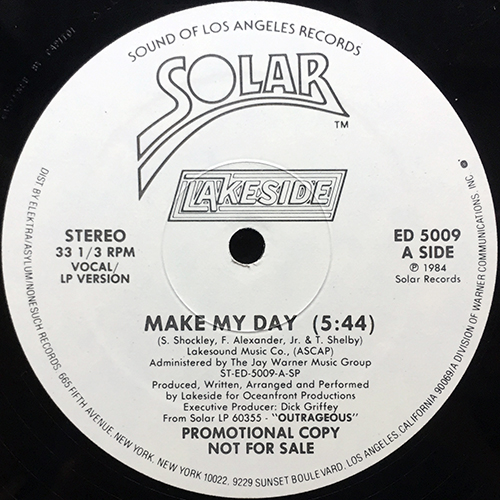 SOUND OF LOS ANGELES RECORDS
SOLAR
TM
LAKESIDE
STEREO
33 1/3 RPM
VOCAL/
LP VERSION
ED 5009
A SIDE
℗ 1984
Solar Records
MAKE MY DAY (5:44)
(S. Shockley, F. Alexander, Jr. & T. Shelby)
Lakesound Music Co., (ASCAP)
Administered by The Jay Warner Music Group
ST-ED-5009-A-SP
Produced, Written, Arranged and Performed
by Lakeside for Oceanfront Productions
Executive Producer: Dick Griffey
From Solar LP 60355 - "OUTRAGEOUS"
PROMOTIONAL COPY
NOT FOR SALE
DIST BY ELEKTRA/ASYLUM/NONESUCH RECORDS, 665 FIFTH AVENUE, NEW YORK, NEW YORK 10022, 9229 SUNSET BOULEVARD, LOS ANGELES, CALIFORNIA 90069/A DIVISION OF WARNER COMMUNICATIONS, INC.